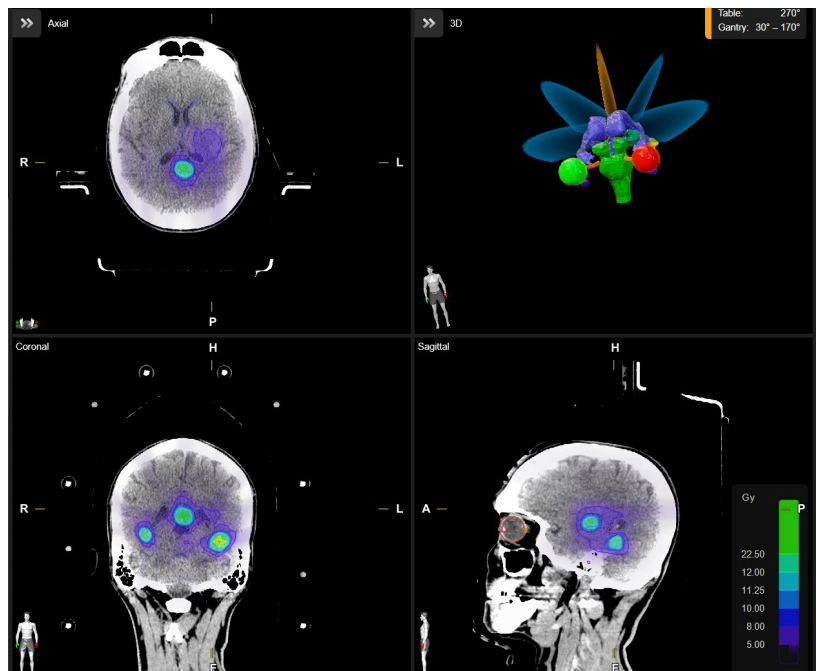 Axial
R
L
P
3D
Table: 270°
Gantry: 30° – 170°
Coronal
H
R
L
F
Sagittal
H
A
P
F
Gy
22.50
12.00
11.25
10.00
8.00
5.00